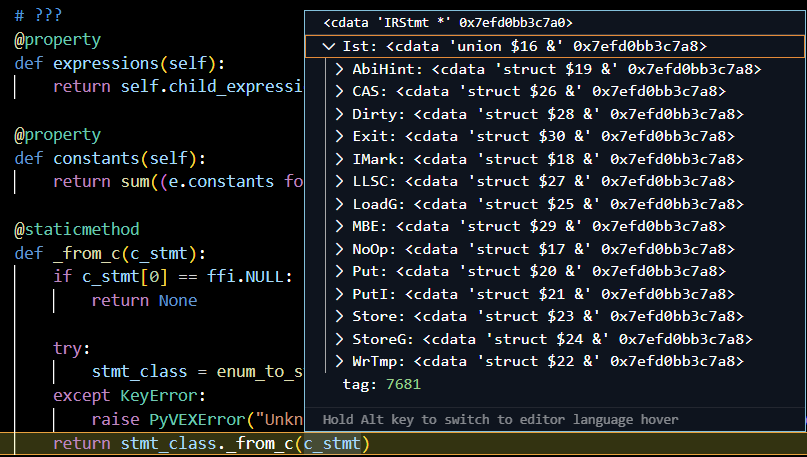 # ???
@property
def expressions(self):
return self.child_expressi
@property
def constants(self):
return sum((e.constants fo
@staticmethod
def _from_c(c_stmt):
if c_stmt[0] == ffi.NULL:
return None
try:
stmt_class = enum_to_s
except KeyError:
raise PyVEXError("Unkn
return stmt_class._from_c(c_stmt)
<cdata 'IRStmt *' 0x7efd0bb3c7a0>
Ist: <cdata 'union $16 &' 0x7efd0bb3c7a8>
AbiHint: <cdata 'struct $19 &' 0x7efd0bb3c7a8>
CAS: <cdata 'struct $26 &' 0x7efd0bb3c7a8>
Dirty: <cdata 'struct $28 &' 0x7efd0bb3c7a8>
Exit: <cdata 'struct $30 &' 0x7efd0bb3c7a8>
IMark: <cdata 'struct $18 &' 0x7efd0bb3c7a8>
LLSC: <cdata 'struct $27 &' 0x7efd0bb3c7a8>
LoadG: <cdata 'struct $25 &' 0x7efd0bb3c7a8>
MBE: <cdata 'struct $29 &' 0x7efd0bb3c7a8>
NoOp: <cdata 'struct $17 &' 0x7efd0bb3c7a8>
Put: <cdata 'struct $20 &' 0x7efd0bb3c7a8>
PutI: <cdata 'struct $21 &' 0x7efd0bb3c7a8>
Store: <cdata 'struct $23 &' 0x7efd0bb3c7a8>
StoreG: <cdata 'struct $24 &' 0x7efd0bb3c7a8>
WrTmp: <cdata 'struct $22 &' 0x7efd0bb3c7a8>
tag: 7681
Hold Alt key to switch to editor language hover